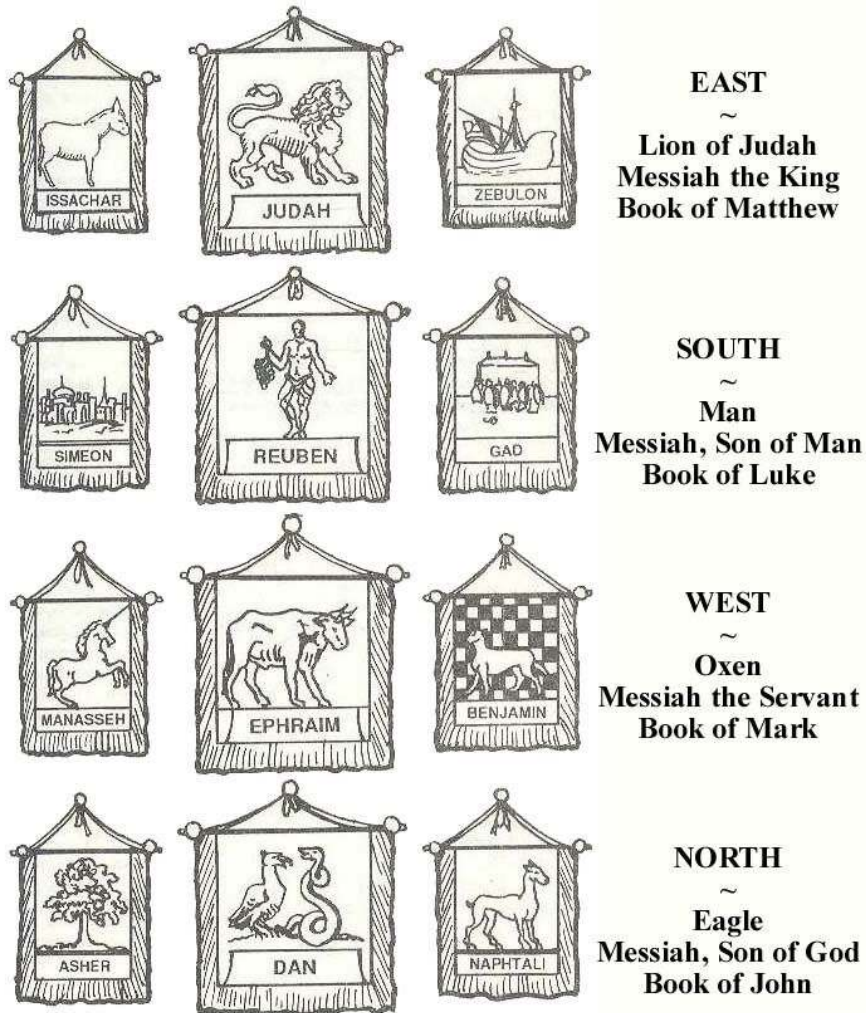 ISSACHAR
JUDAH
ZEBULON
EAST
~
Lion of Judah
Messiah the King
Book of Matthew
SIMEON
REUBEN
GAD
SOUTH
~
Man
Messiah, Son of Man
Book of Luke
MANASSEH
EPHRAIM
BENJAMIN
WEST
~
Oxen
Messiah the Servant
Book of Mark
ASHER
DAN
NAPHTALI
NORTH
~
Eagle
Messiah, Son of God
Book of John